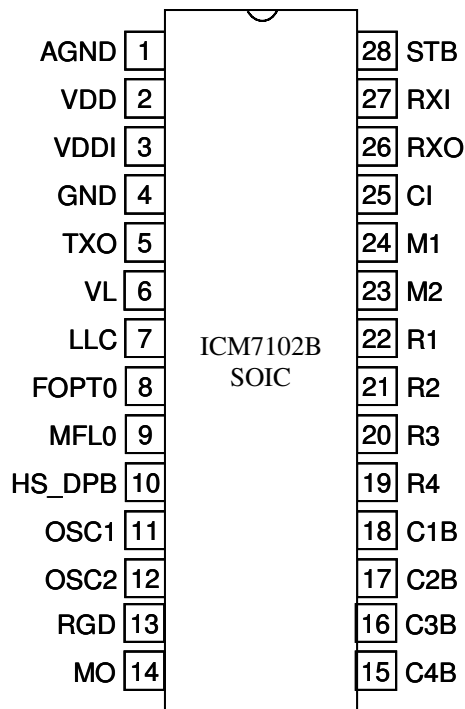 AGND 1 28 STB
VDD 2 27 RXI
VDDI 3 26 RXO
GND 4 25 CI
TXO 5 24 M1
VL 6 23 M2
LLC 7 22 R1
ICM7102B
SOIC
FOPT0 8 21 R2
MFL0 9 20 R3
HS_DPB 10 19 R4
OSC1 11 18 C1B
OSC2 12 17 C2B
RGD 13 16 C3B
MO 14 15 C4B